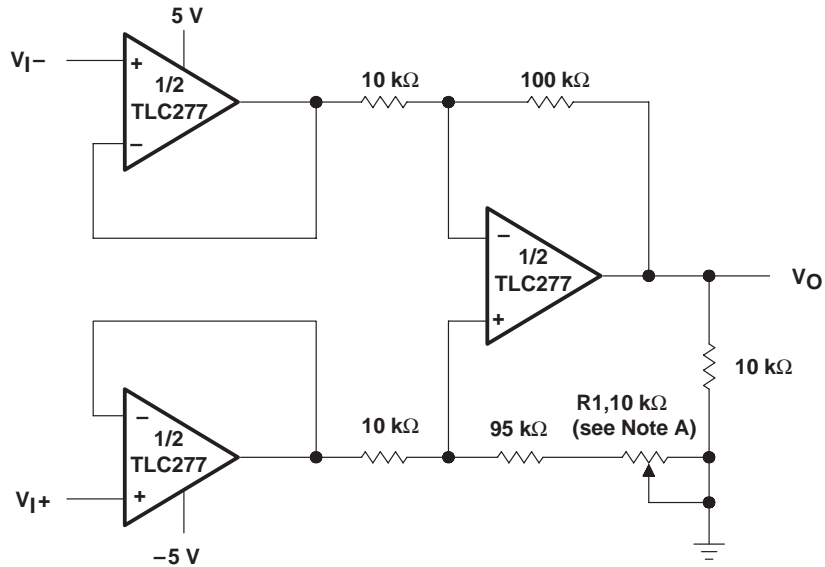 5 V
VI−
+
1/2
TLC277
−
10 kΩ
100 kΩ
−
1/2
TLC277
+
VO
10 kΩ
−
1/2
TLC277
+
VI+
−5 V
10 kΩ
95 kΩ
R1,10 kΩ
(see Note A)